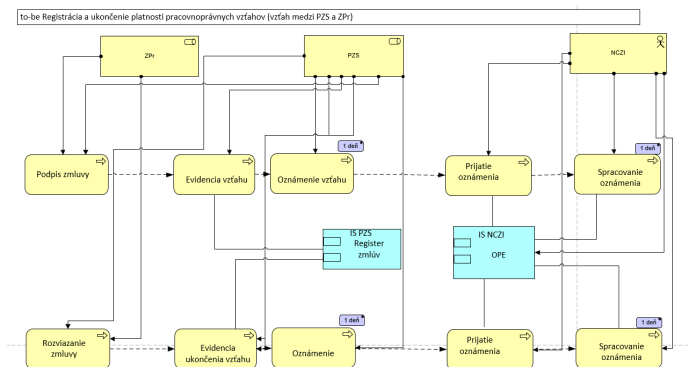 to-be Registrácia a ukončenie platnosti pracovnoprávnych vzťahov (vzťah medzi PZS a ZPr)
ZPr
PZS
NCZI
1 deň
1 deň
Podpis zmluvy
Evidencia vzťahu
Oznámenie vzťahu
Prijatie
oznámenia
Spracovanie
oznámenia
IS PZS
Register
zmlúv
IS NCZI
OPE
1 deň
1 deň
Rozviazanie
zmluvy
Evidencia
ukončenia vzťahu
Oznámenie
Prijatie
oznámenia
Spracovanie
oznámenia